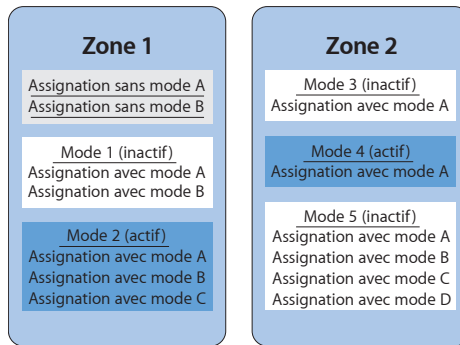 Zone 1
Assignation sans mode A
Assignation sans mode B
Mode 1 (inactif)
Assignation avec mode A
Assignation avec mode B
Mode 2 (actif)
Assignation avec mode A
Assignation avec mode B
Assignation avec mode C
Zone 2
Mode 3 (inactif)
Assignation avec mode A
Mode 4 (actif)
Assignation avec mode A
Mode 5 (inactif)
Assignation avec mode A
Assignation avec mode B
Assignation avec mode C
Assignation avec mode D